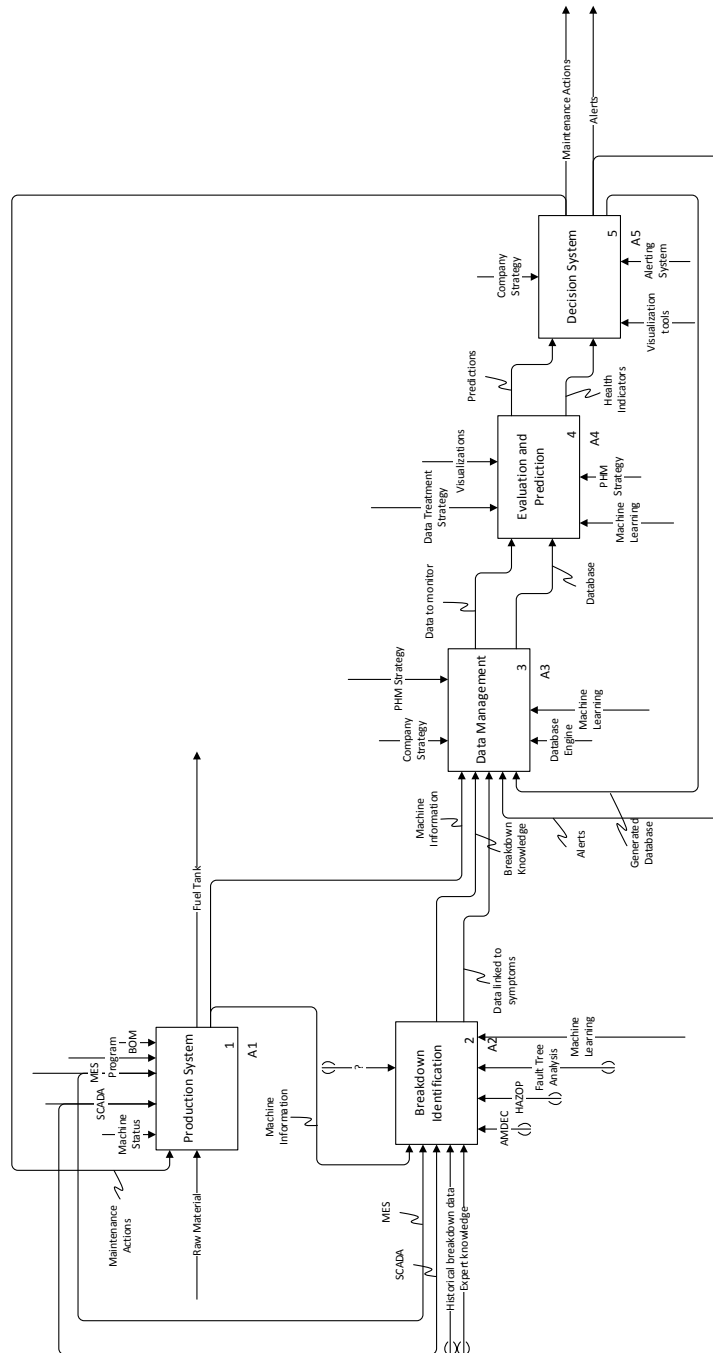 Maintenance
Actions
Raw Material
Machine
Status
SCADA
MES
Program
BOM
Production System
1
A1
Fuel Tank
Machine
Information
MES
SCADA
Historical breakdown data
Expert knowledge
?
Breakdown
Identification
2
A2
AMDEC
HAZOP
Fault Tree
Analysis
Machine
Learning
Data linked to
symptoms
Machine
Information
Breakdown
Knowledge
Alerts
Generated
Database
Company
Strategy
PHM Strategy
Data Management
3
A3
Database
Engine
Machine
Learning
Data to monitor
Database
Data Treatment
Strategy
Visualizations
Evaluation and
Prediction
4
A4
Machine
Learning
PHM
Strategy
Predictions
Health
Indicators
Company
Strategy
Decision System
5
A5
Visualization
tools
Alerting
System
Maintenance Actions
Alerts